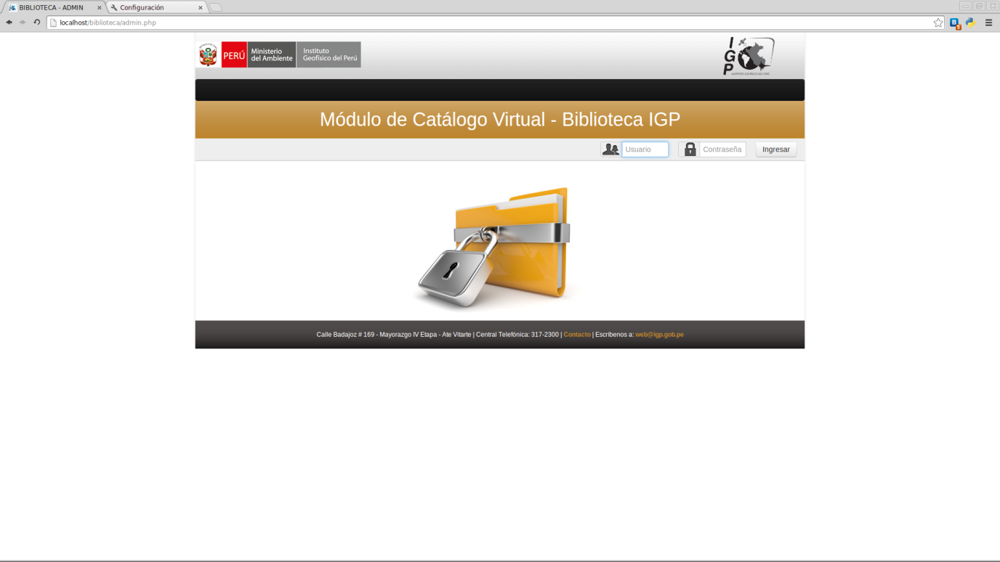 BIBLIOTECA - ADMIN
Configuración
localhost/biblioteca/admin.php
PERÚ
Ministerio
del Ambiente
Instituto
Geofísico del Perú
IGP
Módulo de Catálogo Virtual - Biblioteca IGP
Usuario
Contraseña
Ingresar
Calle Badajoz # 169 - Mayorazgo IV Etapa - Ate Vitarte | Central Telefónica: 317-2300 | Contacto | Escríbenos a: web@igp.gob.pe